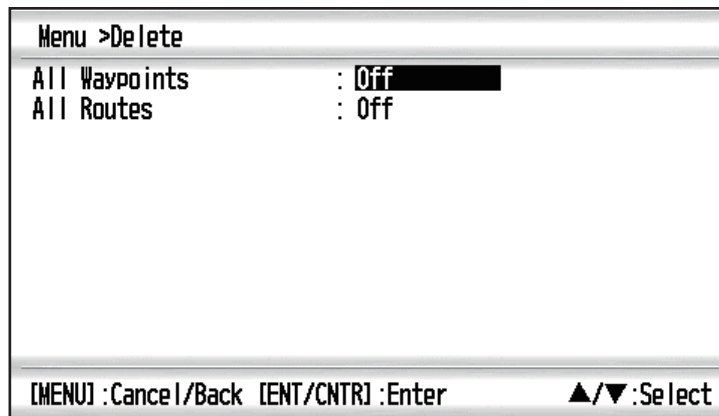 Menu >Delete
All Waypoints : Off
All Routes : Off
[MENU]:Cancel/Back [ENT/CNTR]:Enter ▲/▼:Select